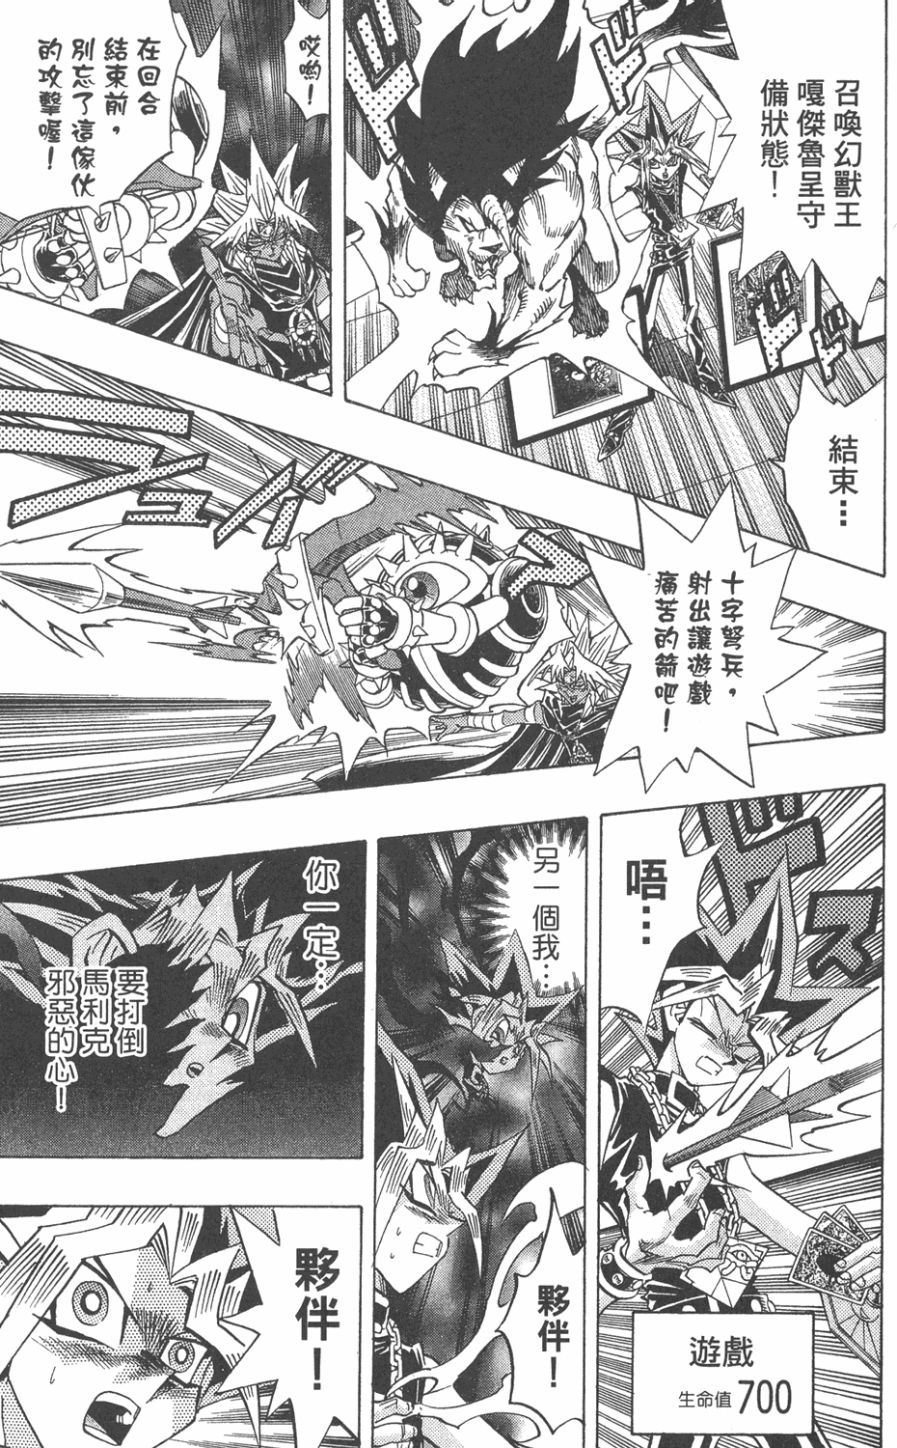 召喚幻獸王
嘎傑魯呈守
備狀態！
結束…
哎喲！
在回合
結束前，
別忘了這傢伙
的攻擊喔！
十字弩兵，
射出讓遊戲
痛苦的箭吧！
唔…
遊戲
生命值700
另一個我…
夥伴！
你一定…
要打倒
馬利克
邪惡的心！
夥伴！